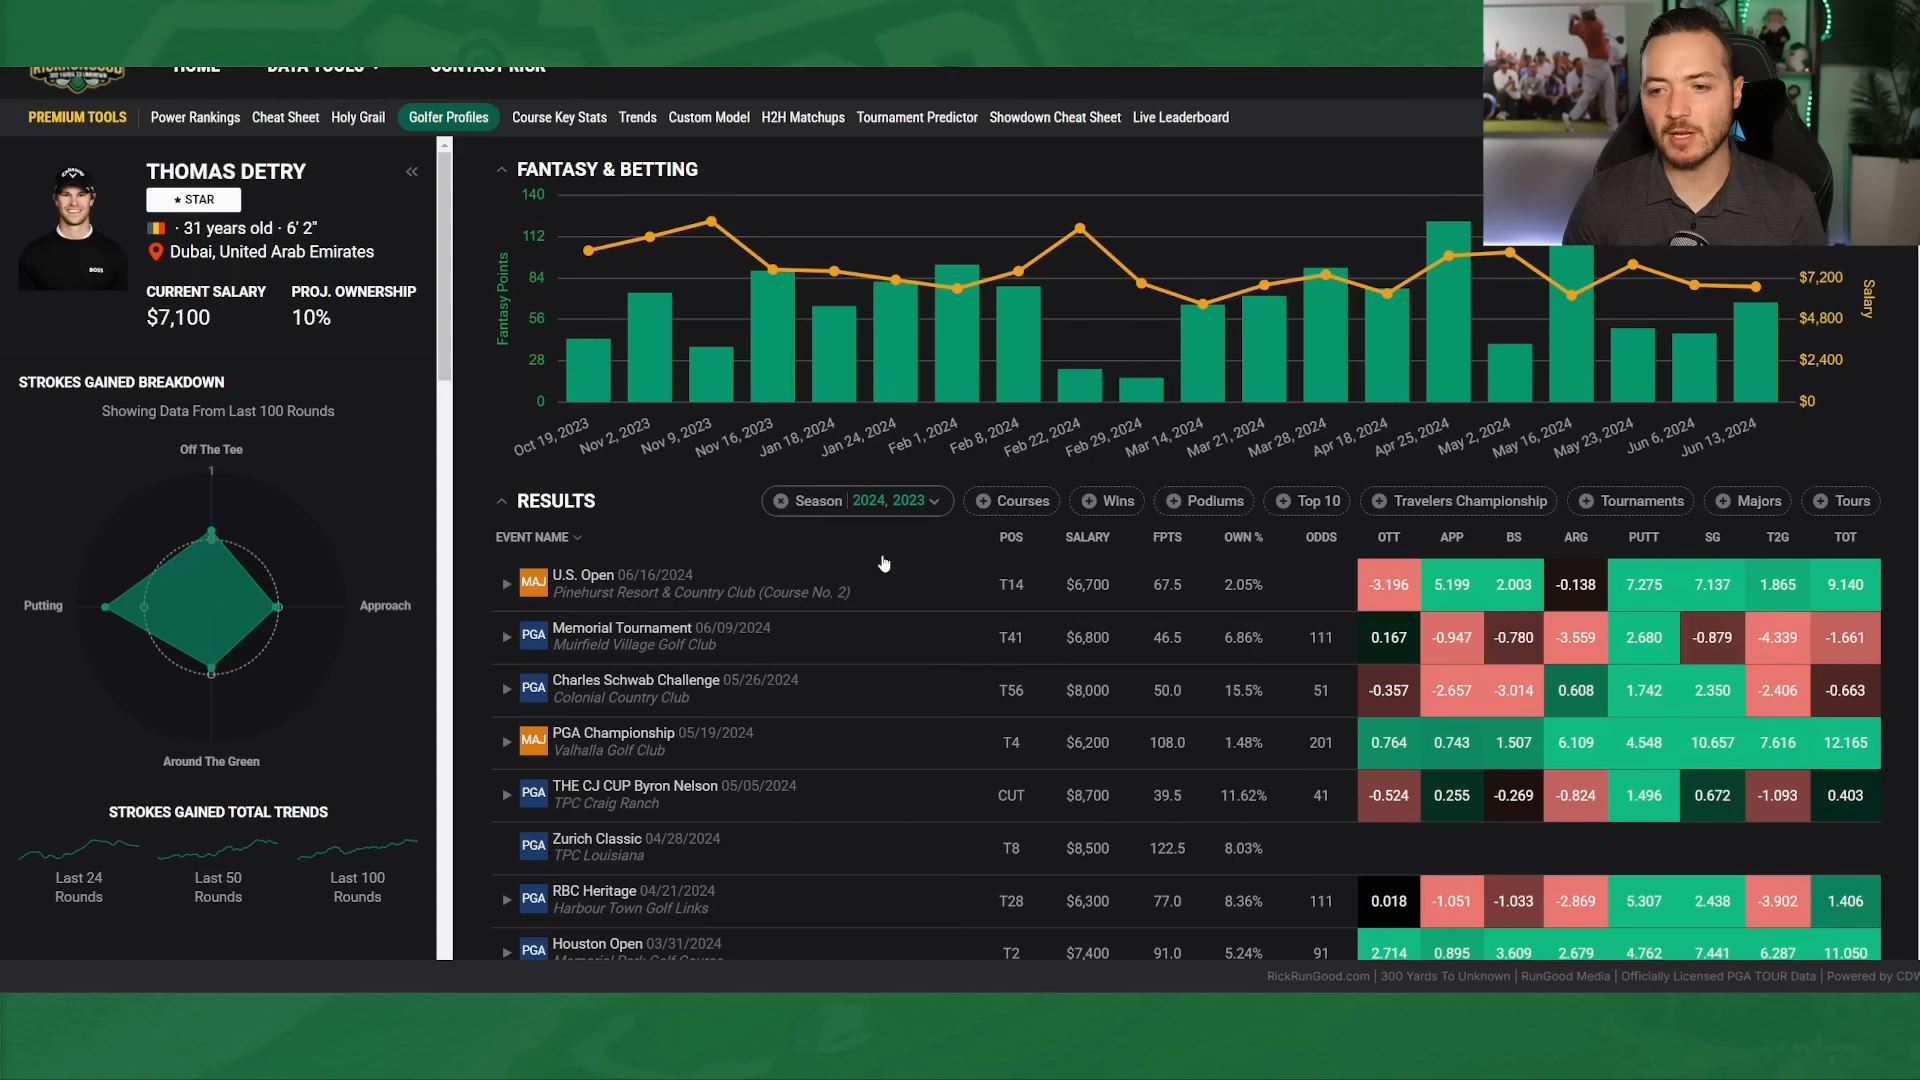 RICKRUNGOOD
300 YARDS TO UNKNOWN
HOME DATA TOOLS CONTACT RICK
PREMIUM TOOLS Power Rankings Cheat Sheet Holy Grail Golfer Profiles Course Key Stats Trends Custom Model H2H Matchups Tournament Predictor Showdown Cheat Sheet Live Leaderboard
THOMAS DETRY
★ STAR
· 31 years old · 6' 2"
Dubai, United Arab Emirates
CURRENT SALARY PROJ. OWNERSHIP
$7,100 10%
STROKES GAINED BREAKDOWN
Showing Data From Last 100 Rounds
Off The Tee
1
Putting Approach
Around The Green
STROKES GAINED TOTAL TRENDS
Last 24 Rounds
Last 50 Rounds
Last 100 Rounds
BOSS
FANTASY & BETTING
Fantasy Points
140
112
84
56
28
0
$7,200
$4,800
$2,400
$0
Salary
Oct 19, 2023 Nov 2, 2023 Nov 9, 2023 Nov 16, 2023 Jan 18, 2024 Jan 24, 2024 Feb 1, 2024 Feb 8, 2024 Feb 22, 2024 Feb 29, 2024 Mar 14, 2024 Mar 21, 2024 Mar 28, 2024 Apr 18, 2024 Apr 25, 2024 May 2, 2024 May 16, 2024 May 23, 2024 Jun 6, 2024 Jun 13, 2024
RESULTS Season 2024, 2023 Courses Wins Podiums Top 10 Travelers Championship Tournaments Majors Tours
EVENT NAME POS SALARY FPTS OWN % ODDS OTT APP BS ARG PUTT SG T2G TOT
MAJ U.S. Open 06/16/2024 T14 $6,700 67.5 2.05% -3.196 5.199 2.003 -0.138 7.275 7.137 1.865 9.140
Pinehurst Resort & Country Club (Course No. 2)
PGA Memorial Tournament 06/09/2024 T41 $6,800 46.5 6.86% 111 0.167 -0.947 -0.780 -3.559 2.680 -0.879 -4.339 -1.661
Muirfield Village Golf Club
PGA Charles Schwab Challenge 05/26/2024 T56 $8,000 50.0 15.5% 51 -0.357 -2.657 -3.014 0.608 1.742 2.350 -2.406 -0.663
Colonial Country Club
MAJ PGA Championship 05/19/2024 T4 $6,200 108.0 1.48% 201 0.764 0.743 1.507 6.109 4.548 10.657 7.616 12.165
Valhalla Golf Club
PGA THE CJ CUP Byron Nelson 05/05/2024 CUT $8,700 39.5 11.62% 41 -0.524 0.255 -0.269 -0.824 1.496 0.672 -1.093 0.403
TPC Craig Ranch
PGA Zurich Classic 04/28/2024 T8 $8,500 122.5 8.03%
TPC Louisiana
PGA RBC Heritage 04/21/2024 T28 $6,300 77.0 8.36% 111 0.018 -1.051 -1.033 -2.869 5.307 2.438 -3.902 1.406
Harbour Town Golf Links
PGA Houston Open 03/31/2024 T2 $7,400 91.0 5.24% 91 2.714 0.895 3.609 2.679 4.762 7.441 6.287 11.050
Memorial Park Golf Course
RickRunGood.com | 300 Yards To Unknown | RunGood Media | Officially Licensed PGA TOUR Data | Powered by CDW